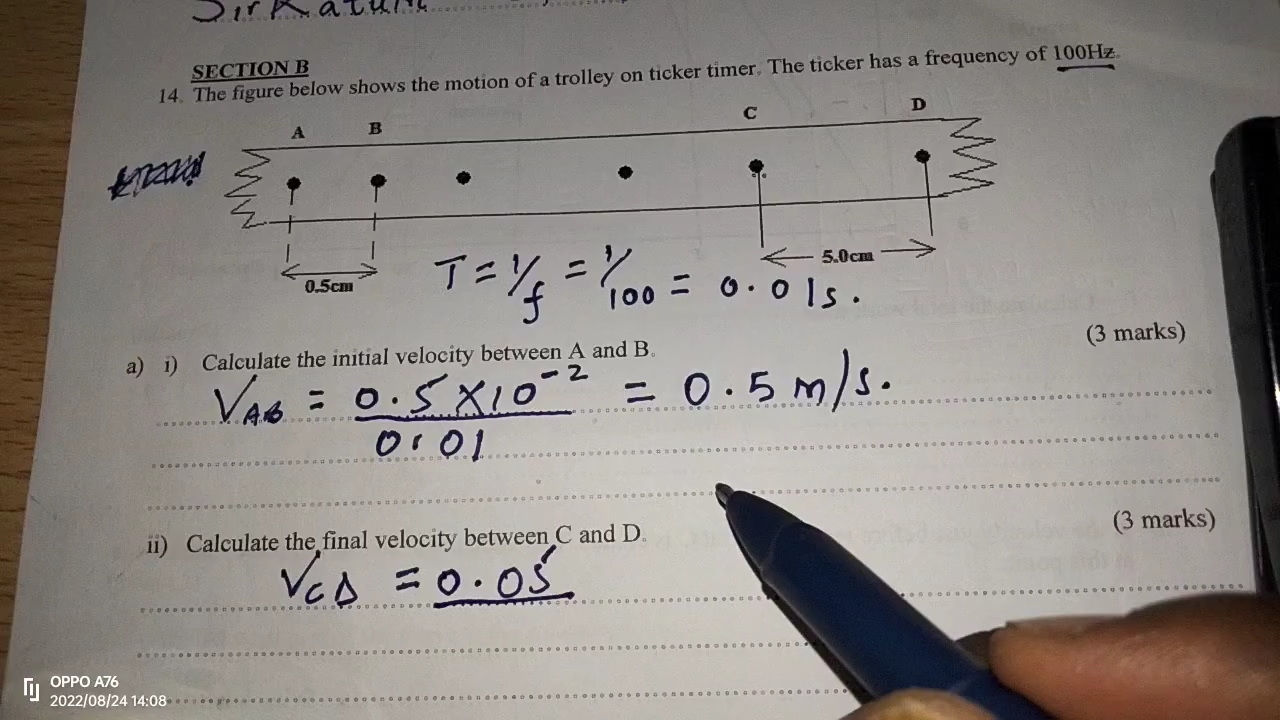 SECTION B
14. The figure below shows the motion of a trolley on ticker timer. The ticker has a frequency of 100Hz.
A B C D
0.5cm
5.0cm
T = 1/f = 1/100 = 0.01s.
a) i) Calculate the initial velocity between A and B. (3 marks)
VAB = 0.5 × 10⁻² = 0.5 m/s.
0.01
ii) Calculate the final velocity between C and D. (3 marks)
VCD = 0.05
OPPO A76
2022/08/24 14:08